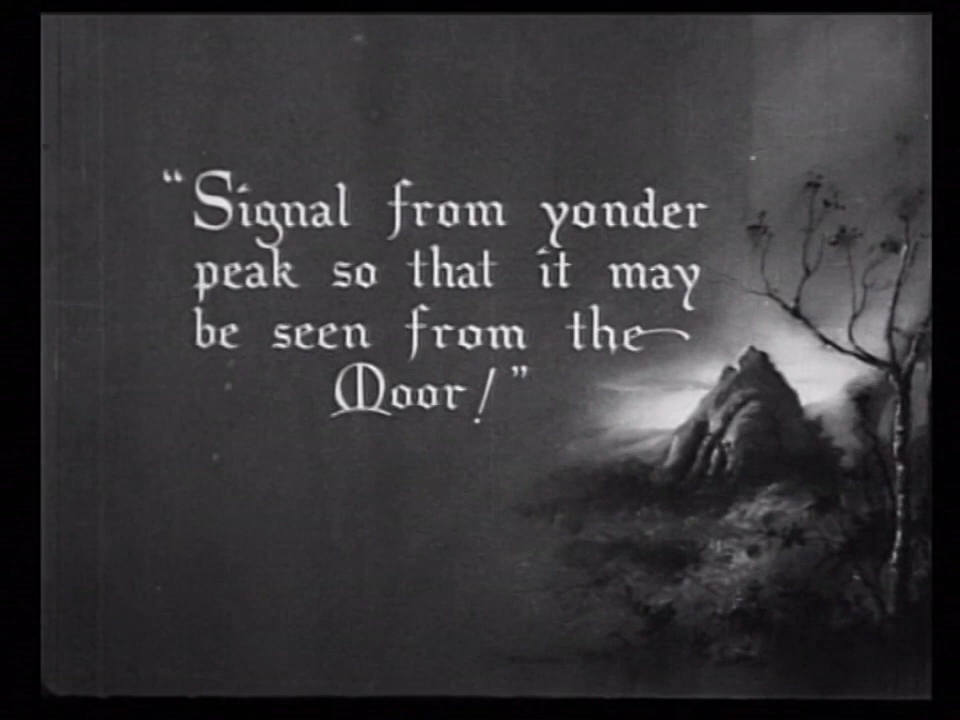 “Signal from yonder
peak so that it may
be seen from the
Moor!”